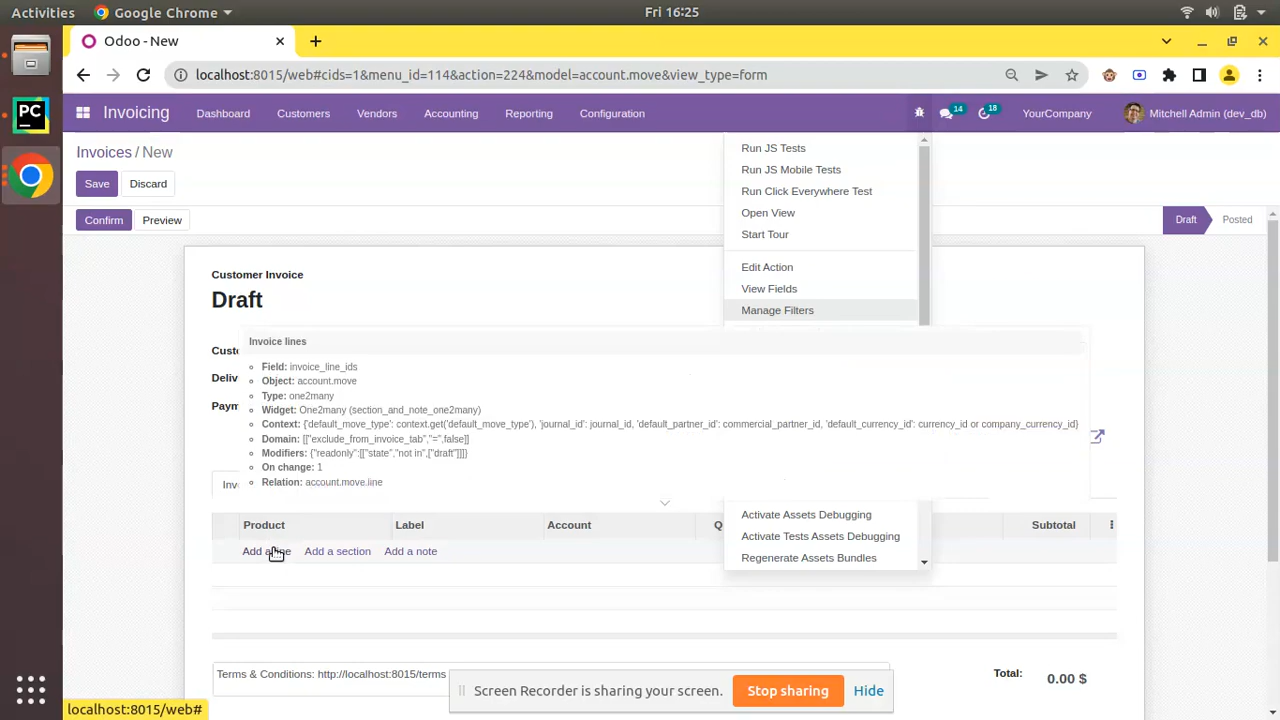 Activities
Google Chrome
Fri 16:25
Odoo - New
localhost:8015/web#cids=1&menu_id=114&action=224&model=account.move&view_type=form
Invoicing
Dashboard
Customers
Vendors
Accounting
Reporting
Configuration
14
18
YourCompany
Mitchell Admin (dev_db)
Invoices / New
Save
Discard
Confirm
Preview
Draft
Posted
Run JS Tests
Run JS Mobile Tests
Run Click Everywhere Test
Open View
Start Tour
Edit Action
View Fields
Manage Filters
Customer Invoice
Draft
Custo
Deliv
Paym
Invoice lines
Field: invoice_line_ids
Object: account.move
Type: one2many
Widget: One2many (section_and_note_one2many)
Context: {'default_move_type': context.get('default_move_type'), 'journal_id': journal_id, 'default_partner_id': commercial_partner_id, 'default_currency_id': currency_id or company_currency_id}
Domain: [["exclude_from_invoice_tab","=",false]]
Modifiers: {"readonly":[["state","not in",["draft"]]]}
On change: 1
Relation: account.move.line
Inv
Activate Assets Debugging
Activate Tests Assets Debugging
Regenerate Assets Bundles
Product
Label
Account
Q
Subtotal
Add a
Add a section
Add a note
Terms & Conditions: http://localhost:8015/terms
Total:
0.00 $
Screen Recorder is sharing your screen.
Stop sharing
Hide
localhost:8015/web#
PC